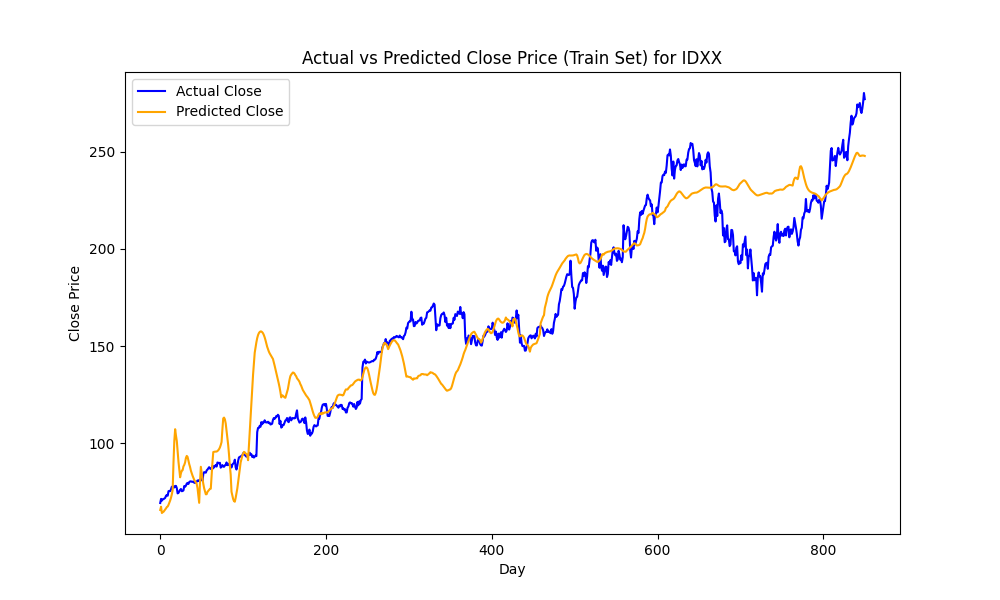 Actual vs Predicted Close Price (Train Set) for IDXX
Actual Close
Predicted Close
250
200
150
100
Close Price
0 200 400 600 800
Day